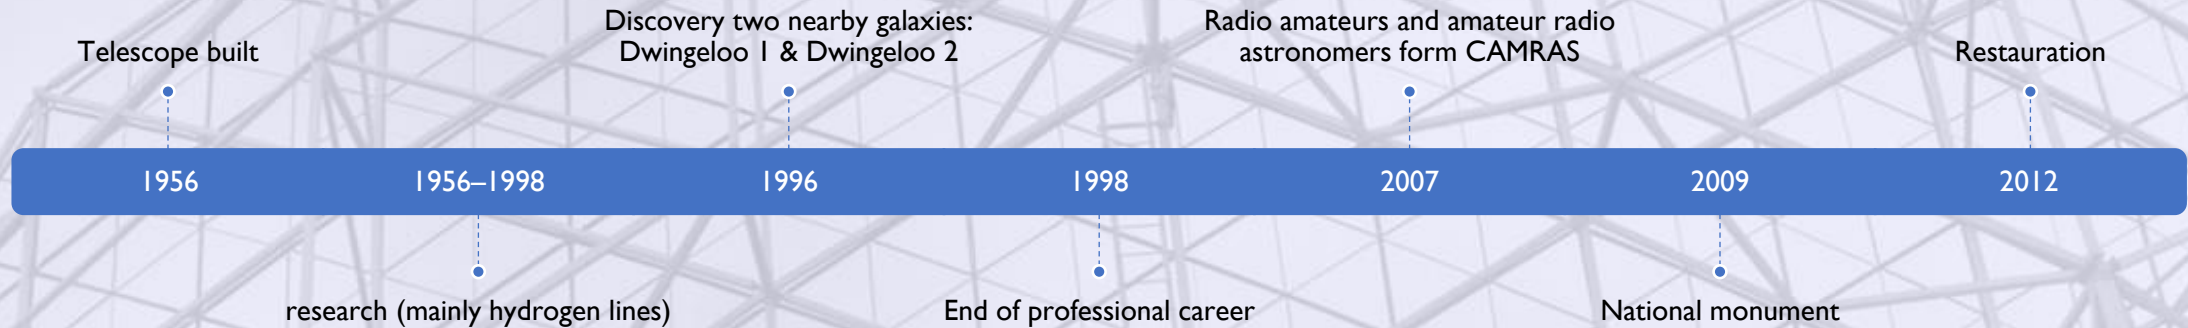 Telescope built
Discovery two nearby galaxies:
Dwingeloo 1 & Dwingeloo 2
Radio amateurs and amateur radio
astronomers form CAMRAS
Restauration
1956
1956–1998
1996
1998
2007
2009
2012
research (mainly hydrogen lines)
End of professional career
National monument